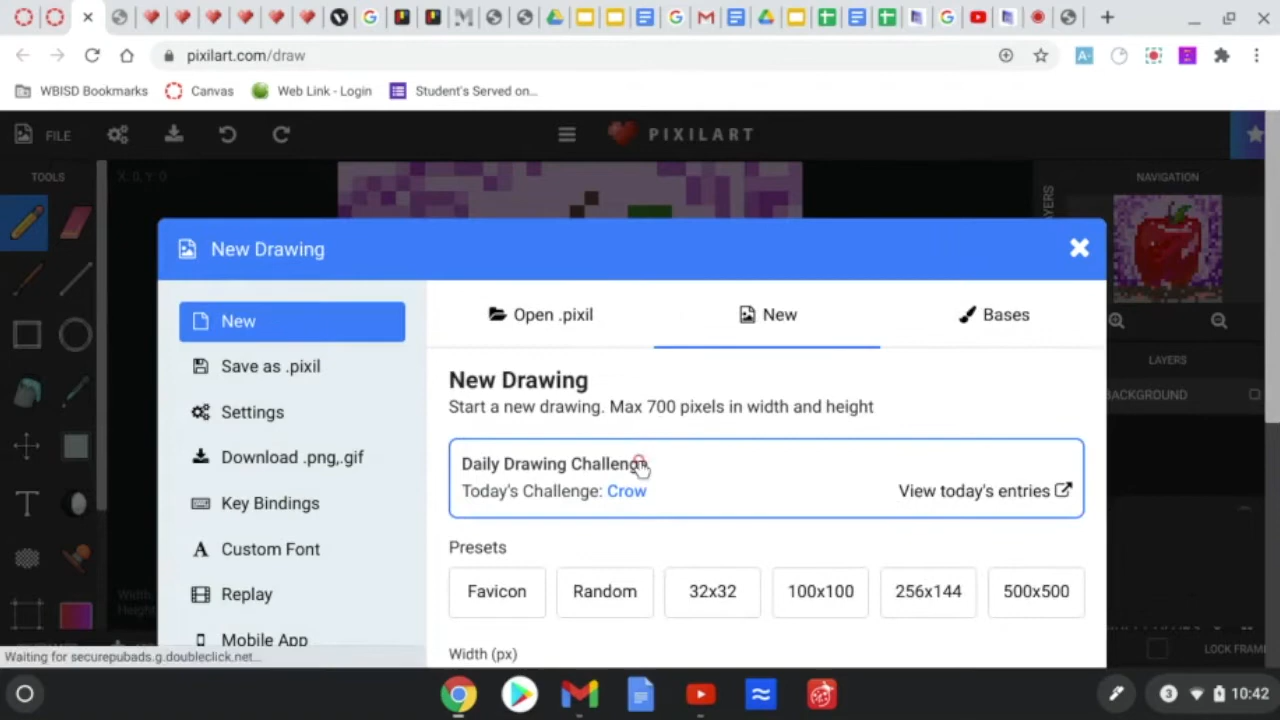 pixilart.com/draw
WBISD Bookmarks
Canvas
Web Link - Login
Student's Served on...
FILE
PIXILART
TOOLS
X: 0, Y: 0
NAVIGATION
New Drawing
New
Save as .pixil
Settings
Download .png,.gif
Key Bindings
Custom Font
Replay
Mobile App
Open .pixil
New
Bases
New Drawing
Start a new drawing. Max 700 pixels in width and height
Daily Drawing Challenge
Today's Challenge: Crow
View today's entries
Presets
Favicon
Random
32x32
100x100
256x144
500x500
Width (px)
LAYERS
BACKGROUND
LOCK FRAM
Waiting for securepubads.g.doubleclick.net...
3
10:42